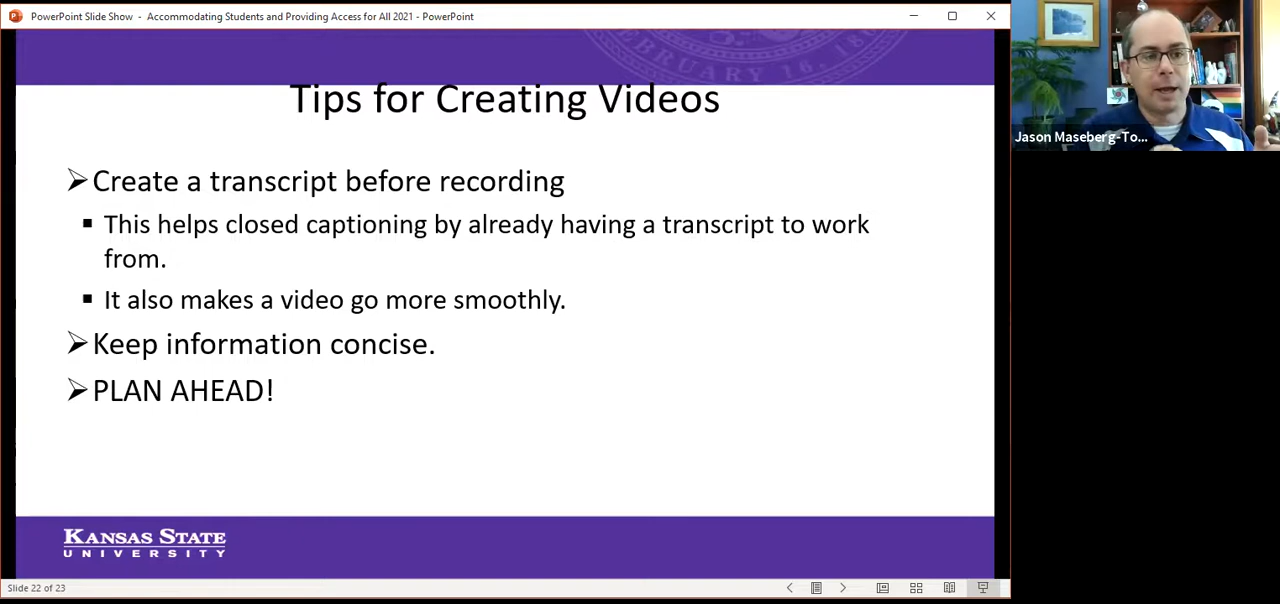 PowerPoint Slide Show - Accommodating Students and Providing Access for All 2021 - PowerPoint
FEBRUARY 16, 
Tips for Creating Videos
Create a transcript before recording
This helps closed captioning by already having a transcript to work
from.
It also makes a video go more smoothly.
Keep information concise.
PLAN AHEAD!
KANSAS STATE
UNIVERSITY
Slide 22 of 23
Jason Maseberg-To...